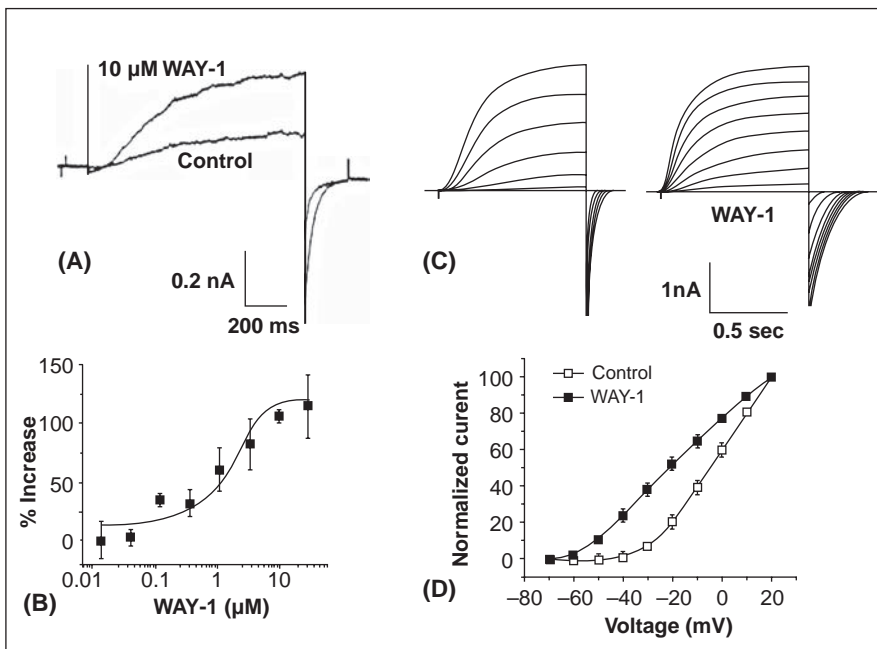 10 µM WAY-1
Control
(A)
0.2 nA
200 ms
(C)
WAY-1
1nA
0.5 sec
150
100
50
0
% Increase
0.01
0.1
1
10
WAY-1 (µM)
(B)
Control
WAY-1
100
80
60
40
20
0
Normalized curent
–80
–60
–40
–20
0
20
Voltage (mV)
(D)